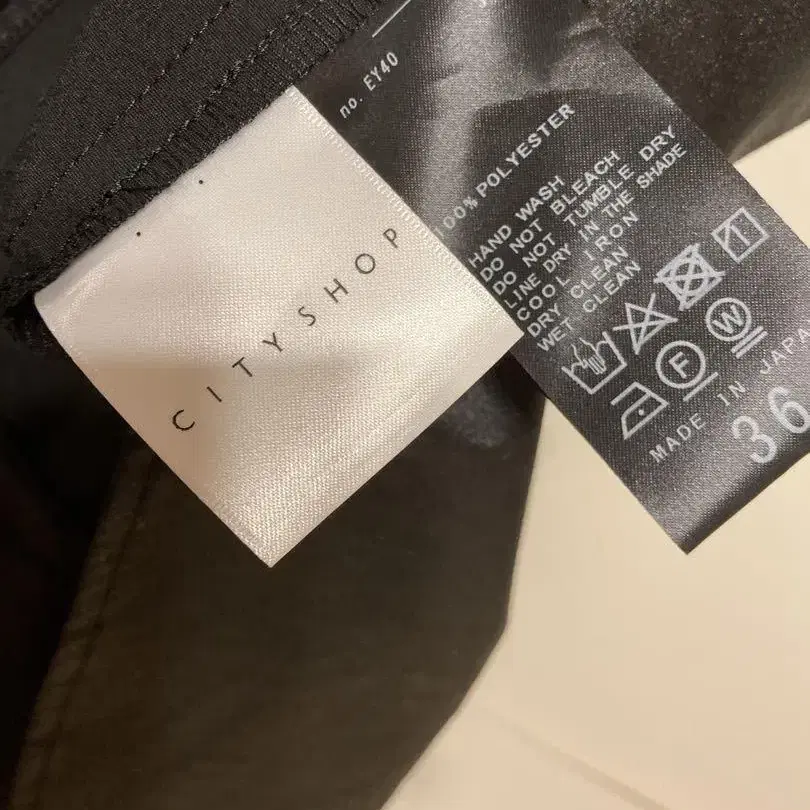 CITYSHOP
no. EY40
100% POLYESTER
HAND WASH
DO NOT BLEACH
DO NOT TUMBLE DRY
LINE DRY IN THE SHADE
COOL IRON
DRY CLEAN
WET CLEAN
F
W
MADE IN JAPA
36